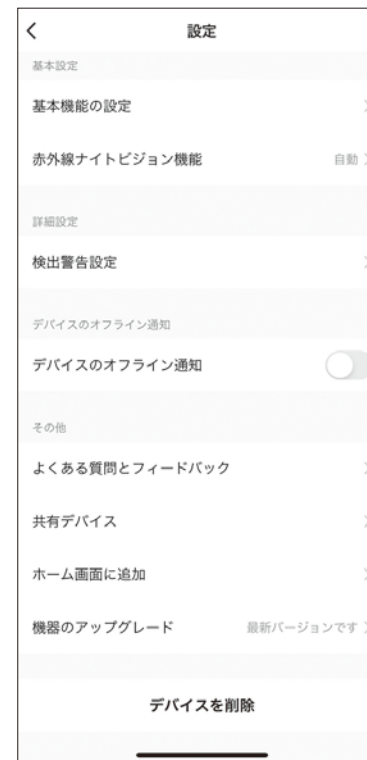 設定
基本設定
基本機能の設定
赤外線ナイトビジョン機能 自動
詳細設定
検出警告設定
デバイスのオフライン通知
デバイスのオフライン通知
その他
よくある質問とフィードバック
共有デバイス
ホーム画面に追加
機器のアップグレード 最新バージョンです
デバイスを削除